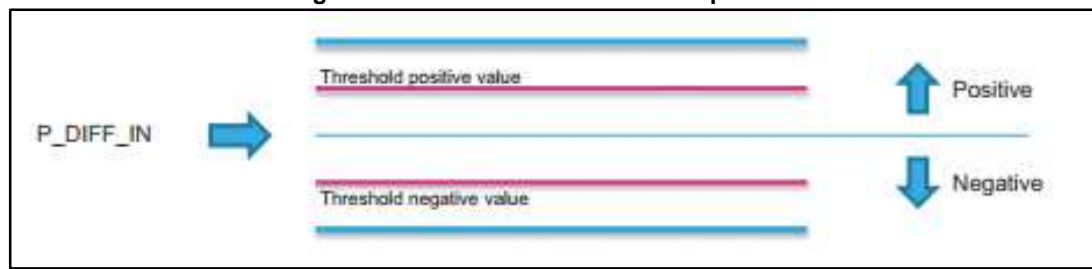 Threshold positive value
Positive
P_DIFF_IN
Negative
Threshold negative value